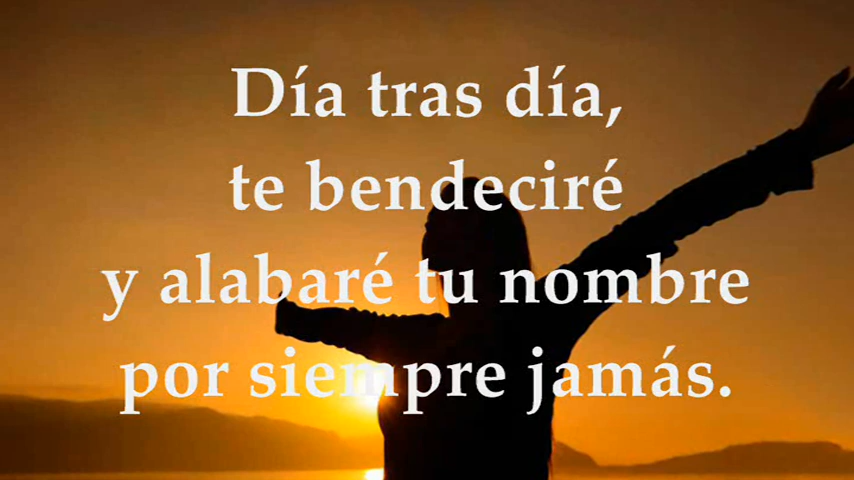 Día tras día,
te bendeciré
y alabaré tu nombre
por siempre jamás.